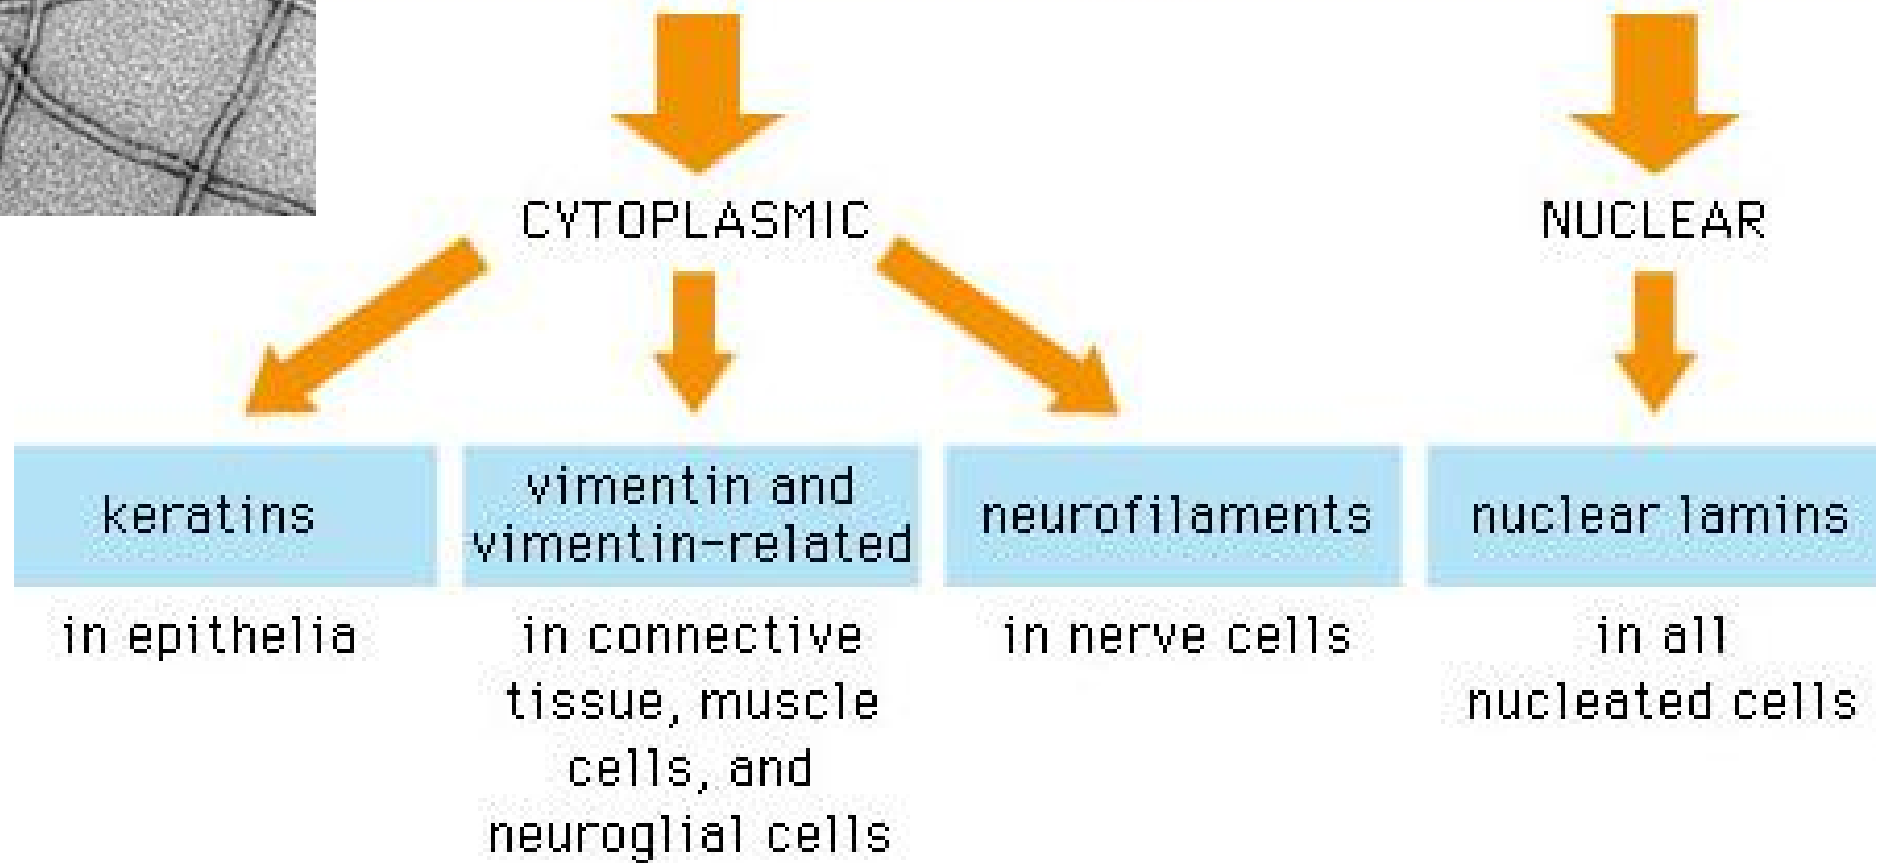 CYTOPLASMIC
NUCLEAR
keratins
vimentin and
vimentin-related
neurofilaments
nuclear lamins
in epithelia
in connective
tissue, muscle
cells, and
neuroglial cells
in nerve cells
in all
nucleated cells